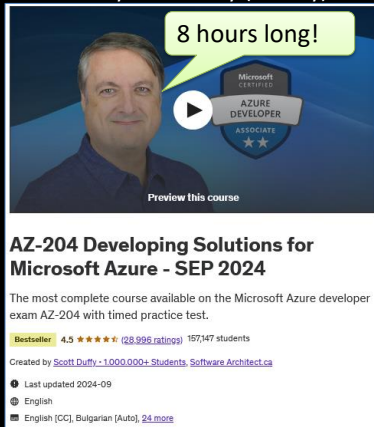 8 hours long!
Microsoft
CERTIFIED
AZURE
DEVELOPER
ASSOCIATE
Preview this course
AZ-204 Developing Solutions for
Microsoft Azure - SEP 2024
The most complete course available on the Microsoft Azure developer
exam AZ-204 with timed practice test.
Bestseller 4.5 ★★★★★ (28,996 ratings) 157,147 students
Created by Scott Duffy - 1.000.000+ Students, Software Architect.ca
Last updated 2024-09
English
English [CC], Bulgarian [Auto], 24 more